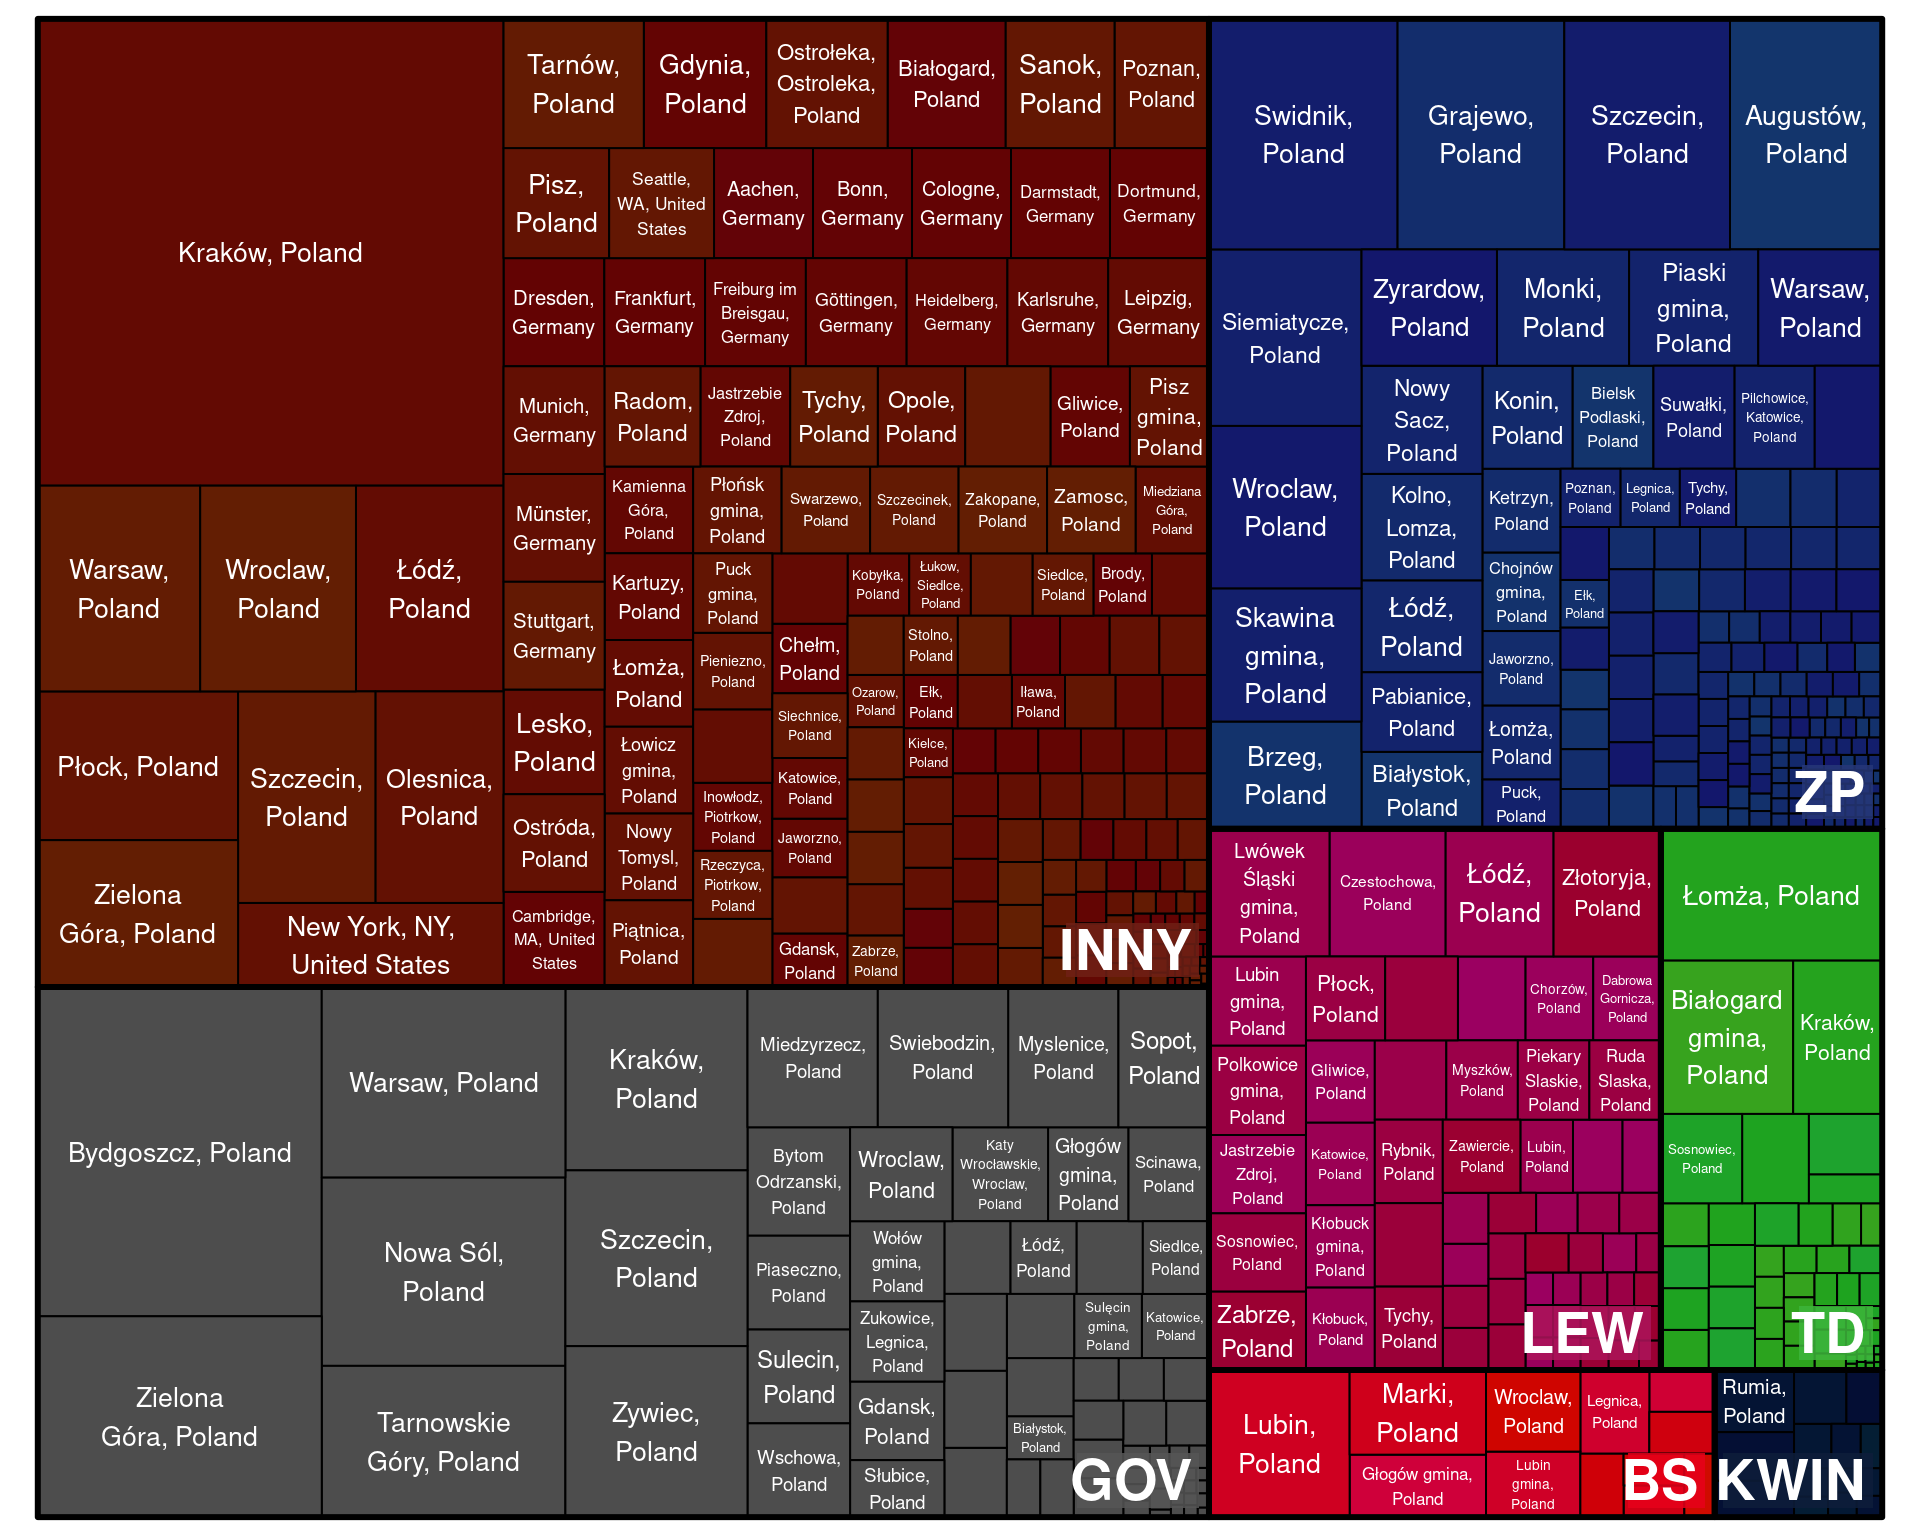 Kraków, Poland
Warsaw,
Poland
Wroclaw,
Poland
Łódź,
Poland
Płock, Poland
Zielona
Góra, Poland
Szczecin,
Poland
Olesnica,
Poland
New York, NY,
United States
Tarnów,
Poland
Gdynia,
Poland
Ostrołeka,
Ostroleka,
Poland
Białogard,
Poland
Sanok,
Poland
Poznan,
Poland
Pisz,
Poland
Seattle,
WA, United
States
Aachen,
Germany
Bonn,
Germany
Cologne,
Germany
Darmstadt,
Germany
Dortmund,
Germany
Dresden,
Germany
Frankfurt,
Germany
Freiburg im
Breisgau,
Germany
Göttingen,
Germany
Heidelberg,
Germany
Karlsruhe,
Germany
Leipzig,
Germany
Munich,
Germany
Münster,
Germany
Stuttgart,
Germany
Lesko,
Poland
Ostróda,
Poland
Cambridge,
MA, United
States
Radom,
Poland
Jastrzebie
Zdroj,
Poland
Tychy,
Poland
Opole,
Poland
Gliwice,
Poland
Pisz
gmina,
Poland
Kamienna
Góra,
Poland
Płońsk
gmina,
Poland
Swarzewo,
Poland
Szczecinek,
Poland
Zakopane,
Poland
Zamosc,
Poland
Miedziana
Góra,
Poland
Kartuzy,
Poland
Łomża,
Poland
Łowicz
gmina,
Poland
Nowy
Tomysl,
Poland
Piątnica,
Poland
Puck
gmina,
Poland
Pieniezno,
Poland
Inowłodz,
Piotrkow,
Poland
Rzeczyca,
Piotrkow,
Poland
Chełm,
Poland
Siechnice,
Poland
Katowice,
Poland
Jaworzno,
Poland
Gdansk,
Poland
Kobyłka,
Poland
Łukow,
Siedlce,
Poland
Siedlce,
Poland
Brody,
Poland
Stolno,
Poland
Ozarow,
Poland
Ełk,
Poland
Iława,
Poland
Kielce,
Poland
Zabrze,
Poland
INNY
Swidnik,
Poland
Grajewo,
Poland
Szczecin,
Poland
Augustów,
Poland
Siemiatycze,
Poland
Wroclaw,
Poland
Skawina
gmina,
Poland
Brzeg,
Poland
Zyrardow,
Poland
Monki,
Poland
Piaski
gmina,
Poland
Warsaw,
Poland
Nowy
Sacz,
Poland
Kolno,
Lomza,
Poland
Łódź,
Poland
Pabianice,
Poland
Białystok,
Poland
Konin,
Poland
Bielsk
Podlaski,
Poland
Suwałki,
Poland
Pilchowice,
Katowice,
Poland
Ketrzyn,
Poland
Poznan,
Poland
Legnica,
Poland
Tychy,
Poland
Chojnów
gmina,
Poland
Ełk,
Poland
Jaworzno,
Poland
Łomża,
Poland
Puck,
Poland
ZP
Bydgoszcz, Poland
Zielona
Góra, Poland
Warsaw, Poland
Nowa Sól,
Poland
Tarnowskie
Góry, Poland
Kraków,
Poland
Szczecin,
Poland
Zywiec,
Poland
Miedzyrzecz,
Poland
Swiebodzin,
Poland
Myslenice,
Poland
Sopot,
Poland
Bytom
Odrzanski,
Poland
Piaseczno,
Poland
Sulecin,
Poland
Wschowa,
Poland
Wroclaw,
Poland
Katy
Wrocławskie,
Wroclaw,
Poland
Głogów
gmina,
Poland
Scinawa,
Poland
Wołów
gmina,
Poland
Łódź,
Poland
Siedlce,
Poland
Zukowice,
Legnica,
Poland
Sulęcin
gmina,
Poland
Katowice,
Poland
Gdansk,
Poland
Słubice,
Poland
Białystok,
Poland
GOV
Lwówek
Śląski
gmina,
Poland
Czestochowa,
Poland
Łódź,
Poland
Złotoryja,
Poland
Lubin
gmina,
Poland
Płock,
Poland
Chorzów,
Poland
Dabrowa
Gornicza,
Poland
Polkowice
gmina,
Poland
Gliwice,
Poland
Myszków,
Poland
Piekary
Slaskie,
Poland
Ruda
Slaska,
Poland
Jastrzebie
Zdroj,
Poland
Katowice,
Poland
Rybnik,
Poland
Zawiercie,
Poland
Lubin,
Poland
Sosnowiec,
Poland
Kłobuck
gmina,
Poland
Zabrze,
Poland
Kłobuck,
Poland
Tychy,
Poland
LEW
Łomża, Poland
Białogard
gmina,
Poland
Kraków,
Poland
Sosnowiec,
Poland
TD
Lubin,
Poland
Marki,
Poland
Głogów gmina,
Poland
Wroclaw,
Poland
Lubin
gmina,
Poland
Legnica,
Poland
BS
Rumia,
Poland
KWIN